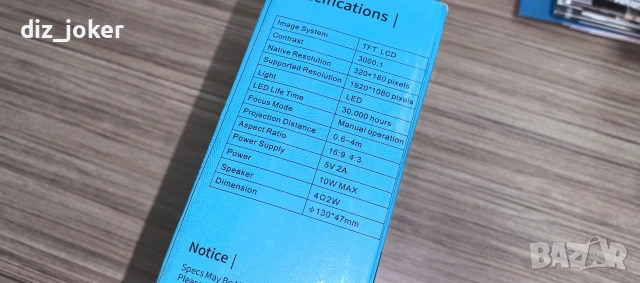 diz_joker
cifications |
Image System TFT LCD
Contrast 3000.1
Native Resolution 320*180 pixels
Supported Resolution 1920*1080 pixels
Light LED
LED Life Time 30,000 hours
Focus Mode Manual operation
Projection Distance 0.6~4m
Aspect Ratio 16:9 4:3
Power Supply 5V 2A
Power 10W MAX
Speaker 4Ω2W
Dimension φ130*47mm
Notice |
Specs May Be
Please
BAZAR
bg